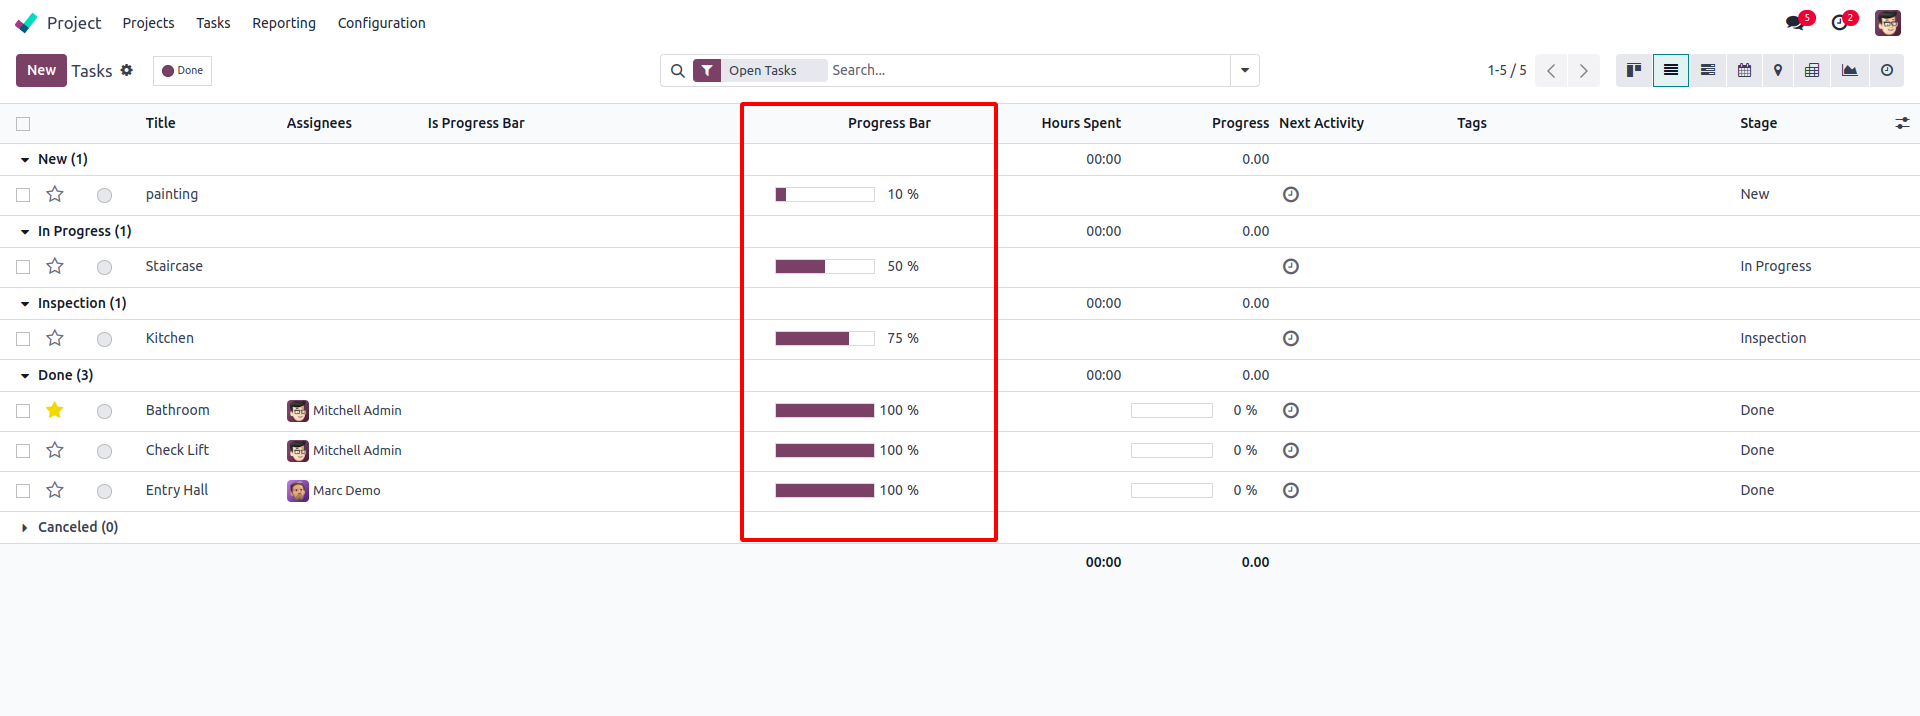 Project Projects Tasks Reporting Configuration 5 2
New Tasks Done Open Tasks Search... 1-5 / 5
Title Assignees Is Progress Bar Progress Bar Hours Spent Progress Next Activity Tags Stage
New (1) 00:00 0.00
painting 10 % New
In Progress (1) 00:00 0.00
Staircase 50 % In Progress
Inspection (1) 00:00 0.00
Kitchen 75 % Inspection
Done (3) 00:00 0.00
Bathroom Mitchell Admin 100 % 0 % Done
Check Lift Mitchell Admin 100 % 0 % Done
Entry Hall Marc Demo 100 % 0 % Done
Canceled (0)
00:00 0.00